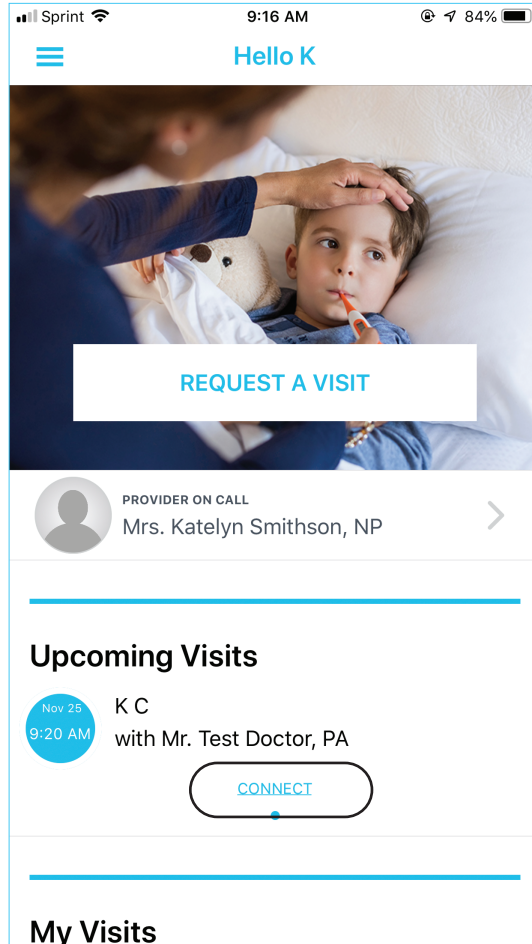 Sprint 9:16 AM 84%
Hello K
REQUEST A VISIT
PROVIDER ON CALL
Mrs. Katelyn Smithson, NP
Upcoming Visits
Nov 25
9:20 AM
K C
with Mr. Test Doctor, PA
CONNECT
My Visits